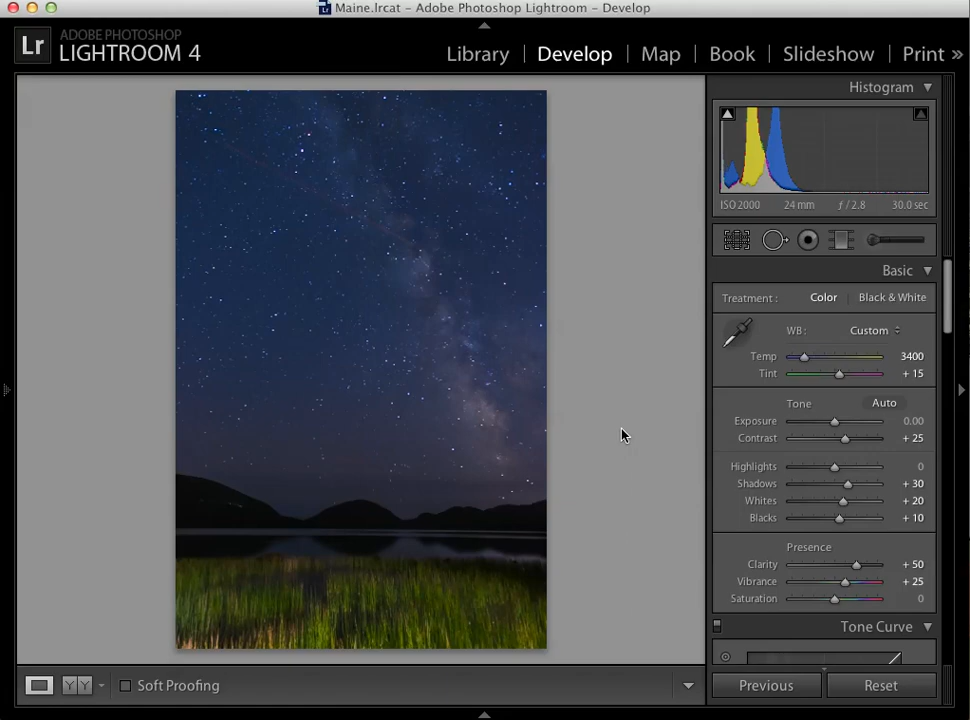 Maine.lrcat – Adobe Photoshop Lightroom – Develop
Lr
ADOBE PHOTOSHOP
LIGHTROOM 4
Library | Develop | Map | Book | Slideshow | Print »
Histogram
ISO 2000 24 mm ƒ / 2.8 30.0 sec
Basic
Treatment : Color | Black & White
WB : Custom
Temp 3400
Tint + 15
Tone Auto
Exposure 0.00
Contrast + 25
Highlights 0
Shadows + 30
Whites + 20
Blacks + 10
Presence
Clarity + 50
Vibrance + 25
Saturation 0
Tone Curve
YY Soft Proofing
Previous Reset